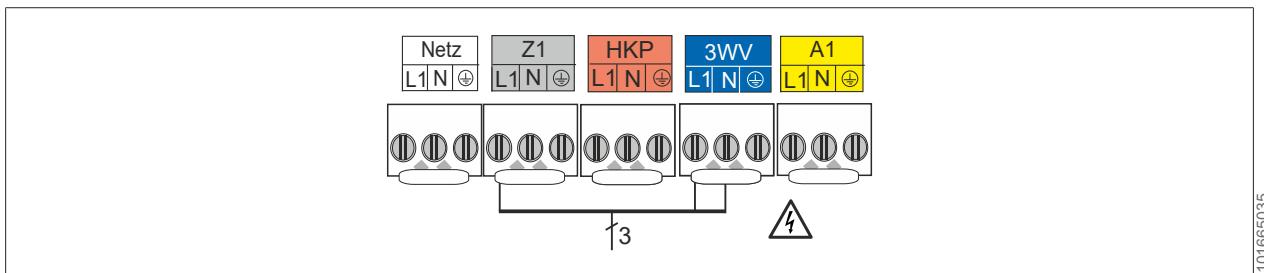 Netz Z1 HKP 3WV A1
L1 N L1 N L1 N L1 N L1 N
3
101665035